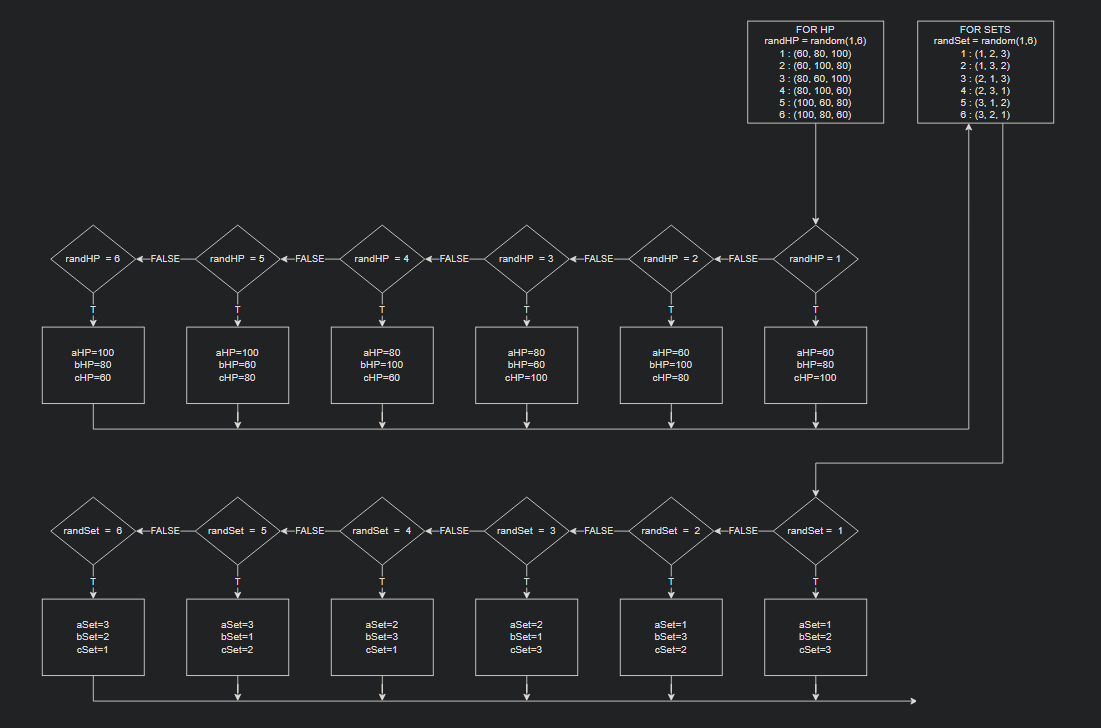 FOR HP
randHP = random(1,6)
1 : (60, 80, 100)
2 : (60, 100, 80)
3 : (80, 60, 100)
4 : (80, 100, 60)
5 : (100, 60, 80)
6 : (100, 80, 60)
FOR SETS
randSet = random(1,6)
1 : (1, 2, 3)
2 : (1, 3, 2)
3 : (2, 1, 3)
4 : (2, 3, 1)
5 : (3, 1, 2)
6 : (3, 2, 1)
randHP = 6
FALSE
randHP = 5
FALSE
randHP = 4
FALSE
randHP = 3
FALSE
randHP = 2
FALSE
randHP = 1
T
T
T
T
T
T
aHP=100
bHP=80
cHP=60
aHP=100
bHP=60
cHP=80
aHP=80
bHP=100
cHP=60
aHP=80
bHP=60
cHP=100
aHP=60
bHP=100
cHP=80
aHP=60
bHP=80
cHP=100
randSet = 6
FALSE
randSet = 5
FALSE
randSet = 4
FALSE
randSet = 3
FALSE
randSet = 2
FALSE
randSet = 1
T
T
T
T
T
T
aSet=3
bSet=2
cSet=1
aSet=3
bSet=1
cSet=2
aSet=2
bSet=3
cSet=1
aSet=2
bSet=1
cSet=3
aSet=1
bSet=3
cSet=2
aSet=1
bSet=2
cSet=3